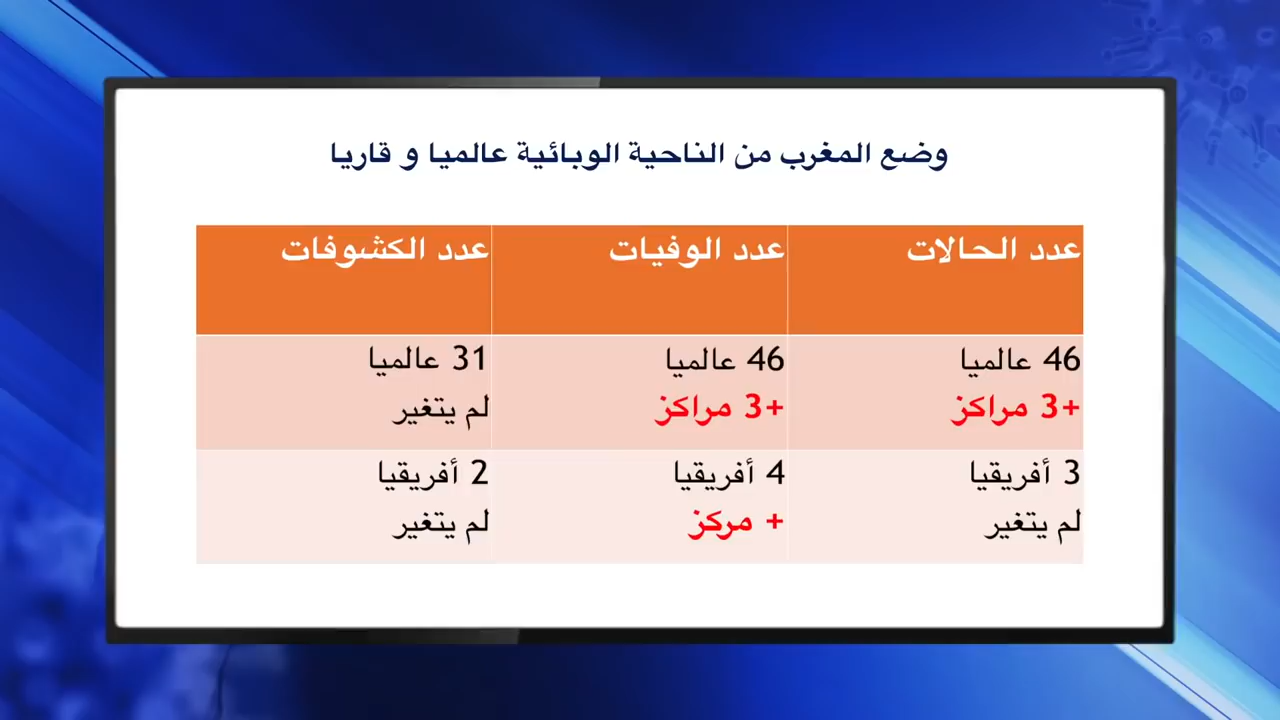 وضع المغرب من الناحية الوبائية عالميا و قاريا
عدد الحالات
عدد الوفيات
عدد الكشوفات
46 عالميا
+3 مراكز
46 عالميا
+3 مراكز
31 عالميا
لم يتغير
3 أفريقيا
لم يتغير
4 أفريقيا
+ مركز
2 أفريقيا
لم يتغير